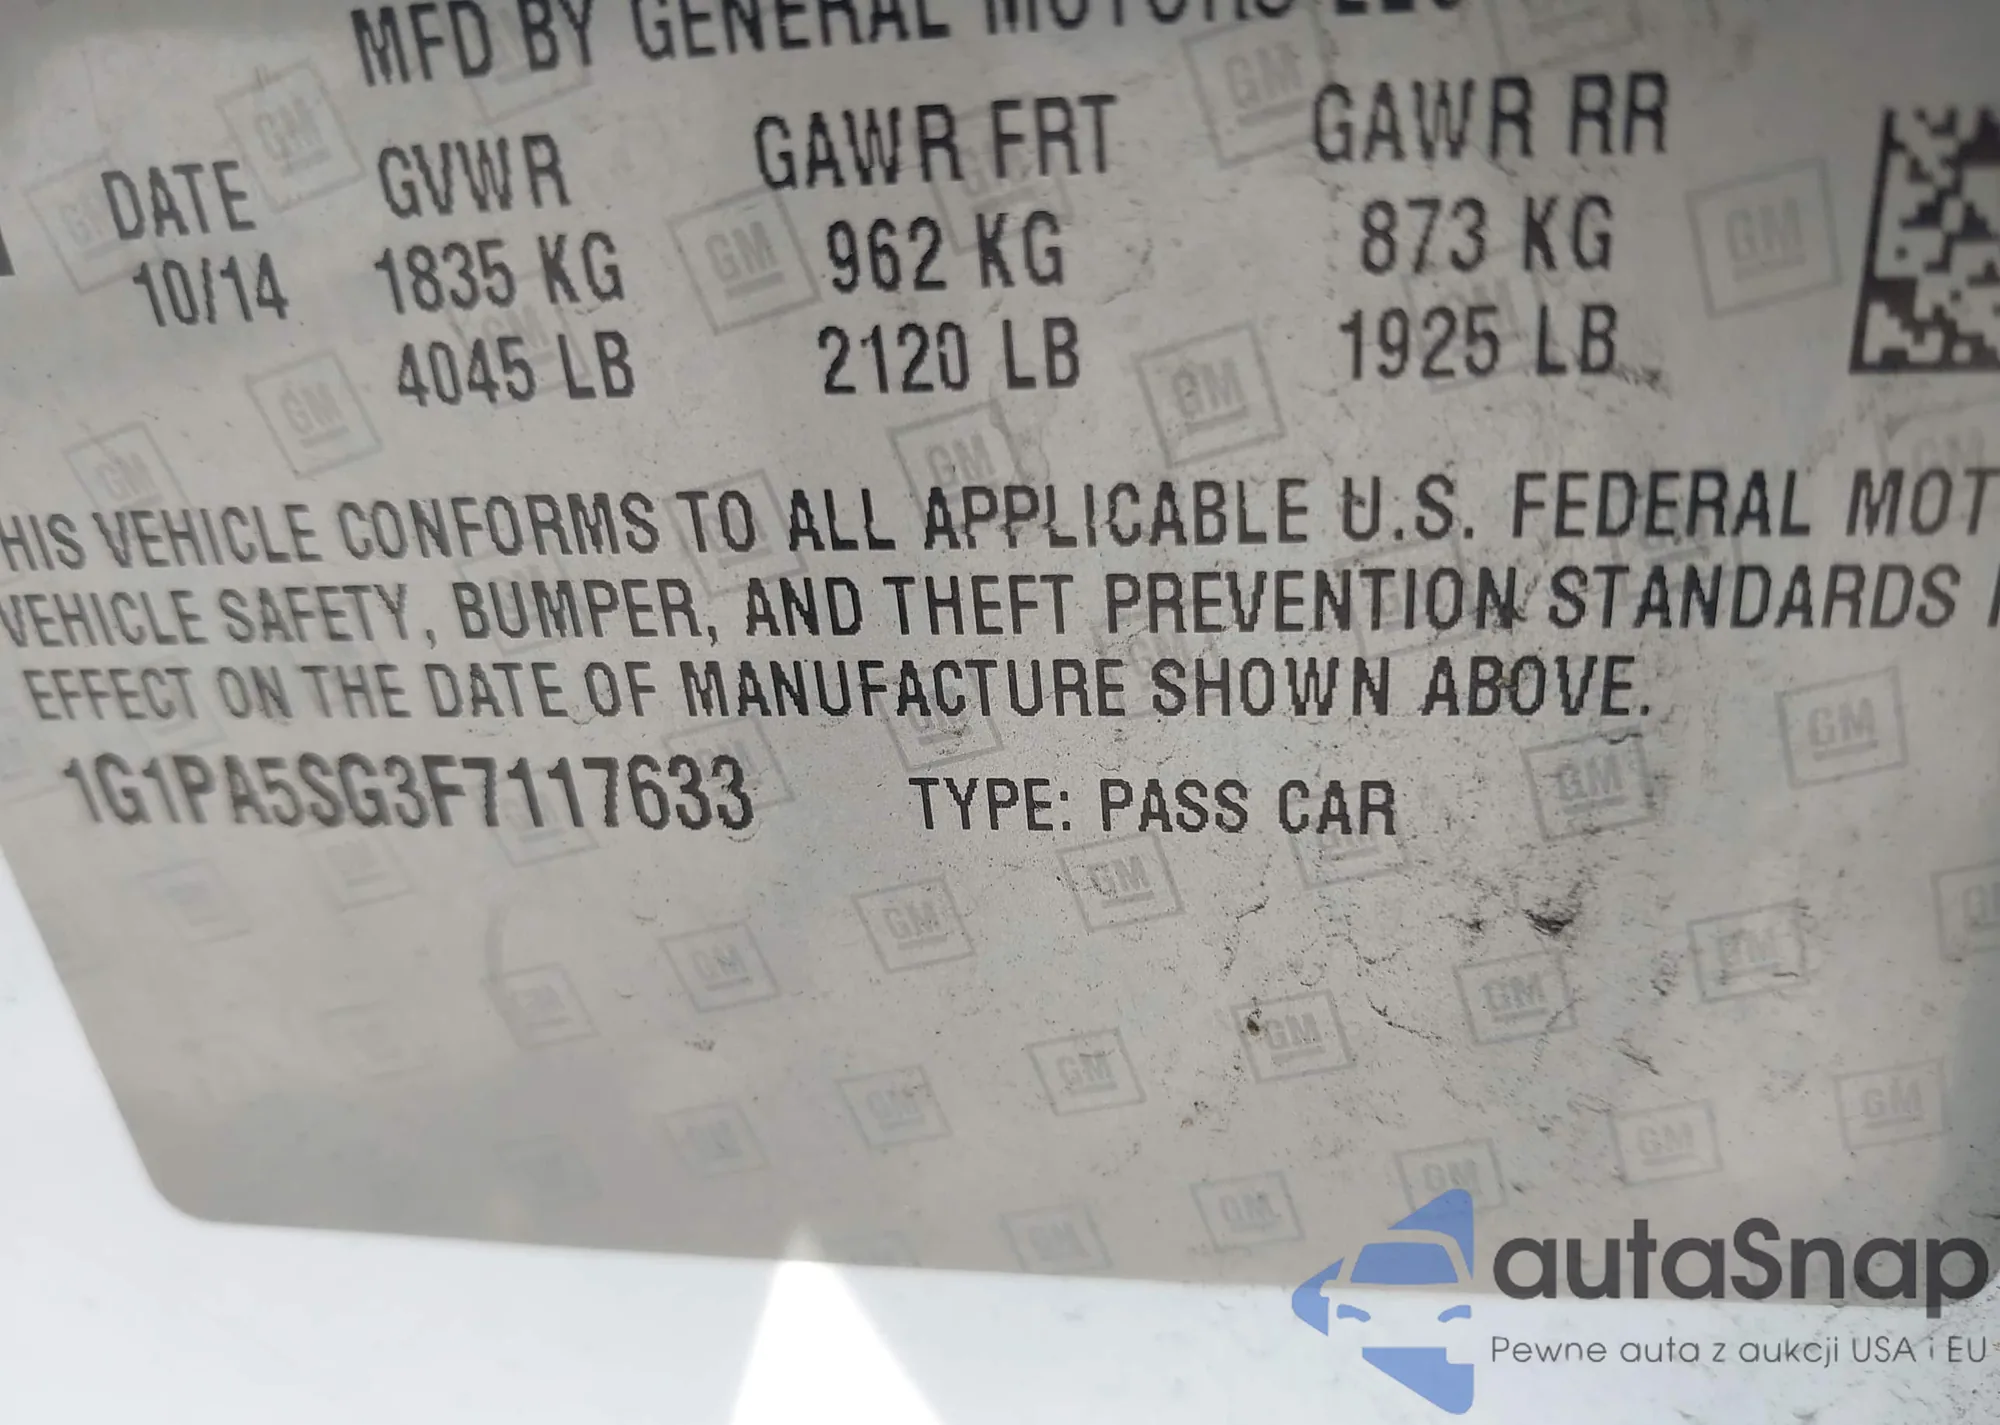 MFD BY GENERAL MOTORS LLC
DATE GVWR GAWR FRT GAWR RR
10/14 1835 KG 962 KG 873 KG
4045 LB 2120 LB 1925 LB
HIS VEHICLE CONFORMS TO ALL APPLICABLE U.S. FEDERAL MOT
VEHICLE SAFETY, BUMPER, AND THEFT PREVENTION STANDARDS
EFFECT ON THE DATE OF MANUFACTURE SHOWN ABOVE.
1G1PA5SG3F7117633 TYPE: PASS CAR
autaSnap
Pewne auta z aukcji USA i EU